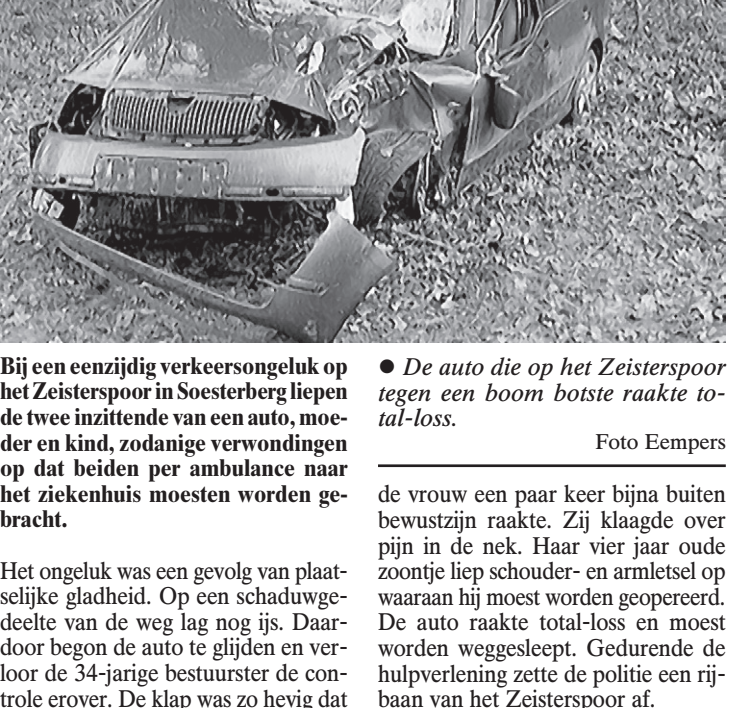 Bij een eenzijdig verkeersongeluk op
het Zeisterspoor in Soesterberg liepen
de twee inzittende van een auto, moe-
der en kind, zodanige verwondingen
op dat beiden per ambulance naar
het ziekenhuis moesten worden ge-
bracht.

Het ongeluk was een gevolg van plaat-
selijke gladheid. Op een schaduwge-
deelte van de weg lag nog ijs. Daar-
door begon de auto te glijden en ver-
loor de 34-jarige bestuurster de con-
trole erover. De klap was zo hevig dat
● De auto die op het Zeisterspoor
tegen een boom botste raakte to-
tal-loss.
Foto Eempers

de vrouw een paar keer bijna buiten
bewustzijn raakte. Zij klaagde over
pijn in de nek. Haar vier jaar oude
zoontje liep schouder- en armletsel op
waaraan hij moest worden geopereerd.
De auto raakte total-loss en moest
worden weggesleept. Gedurende de
hulpverlening zette de politie een rij-
baan van het Zeisterspoor af.